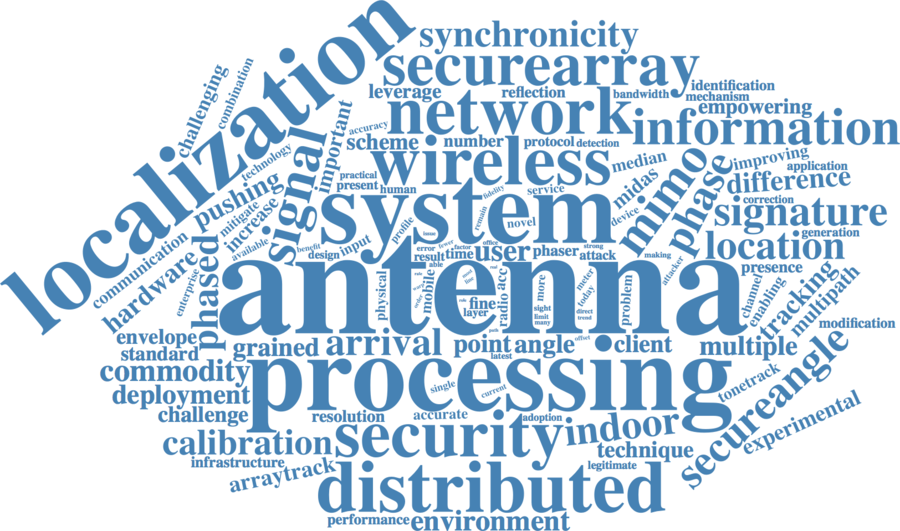 synchronicity
securearray
identification
leverage
reflection
bandwidth
mechanism
empowering
network
information
challenging
combination
localization
accuracy
important
scheme
number
protocol
detection
technology
signal
wireless
median
improving
application
practical
present
human
fidelity
service
midas
mimo
phase
difference
pushing
mitigate
increase
available
system
profile
remain
novel
device
correction
signature
generation
communication
hardware
enterprise
phased
benefit
design
input
issue
error
fewer
factor
office
result
time
user
phaser
strong
attack
making
attacker
location
presence
able
antenna
physical
mobile
fine
layer
radio
acc
more
sight
limit
many
meter
today
direct
trend
problem
channel
enabling
tracking
multipath
modification
envelope
standard
grained
arrival
point
angle
latest
offset
client
multiple
commodity
deployment
challenge
processing
single
current
tonetrack
secureangle
experimental
resolution
accurate
adoption
calibration
security
indoor
technique
infrastructure
arraytrack
legitimate
distributed
performance
environment